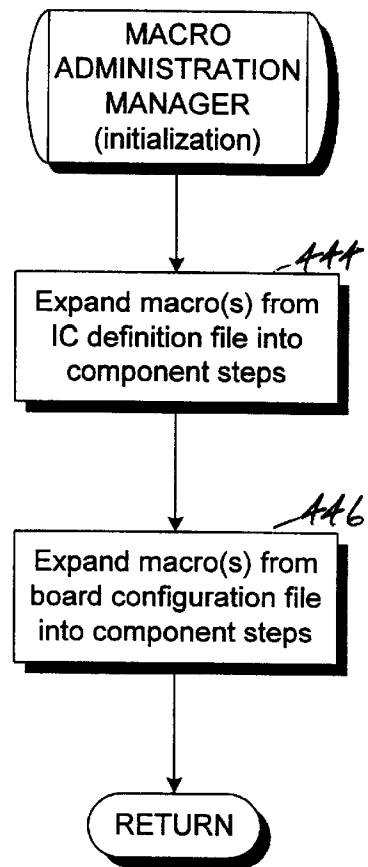 MACRO
ADMINISTRATION
MANAGER
(initialization)
444
Expand macro(s) from
IC definition file into
component steps
446
Expand macro(s) from
board configuration file
into component steps
RETURN